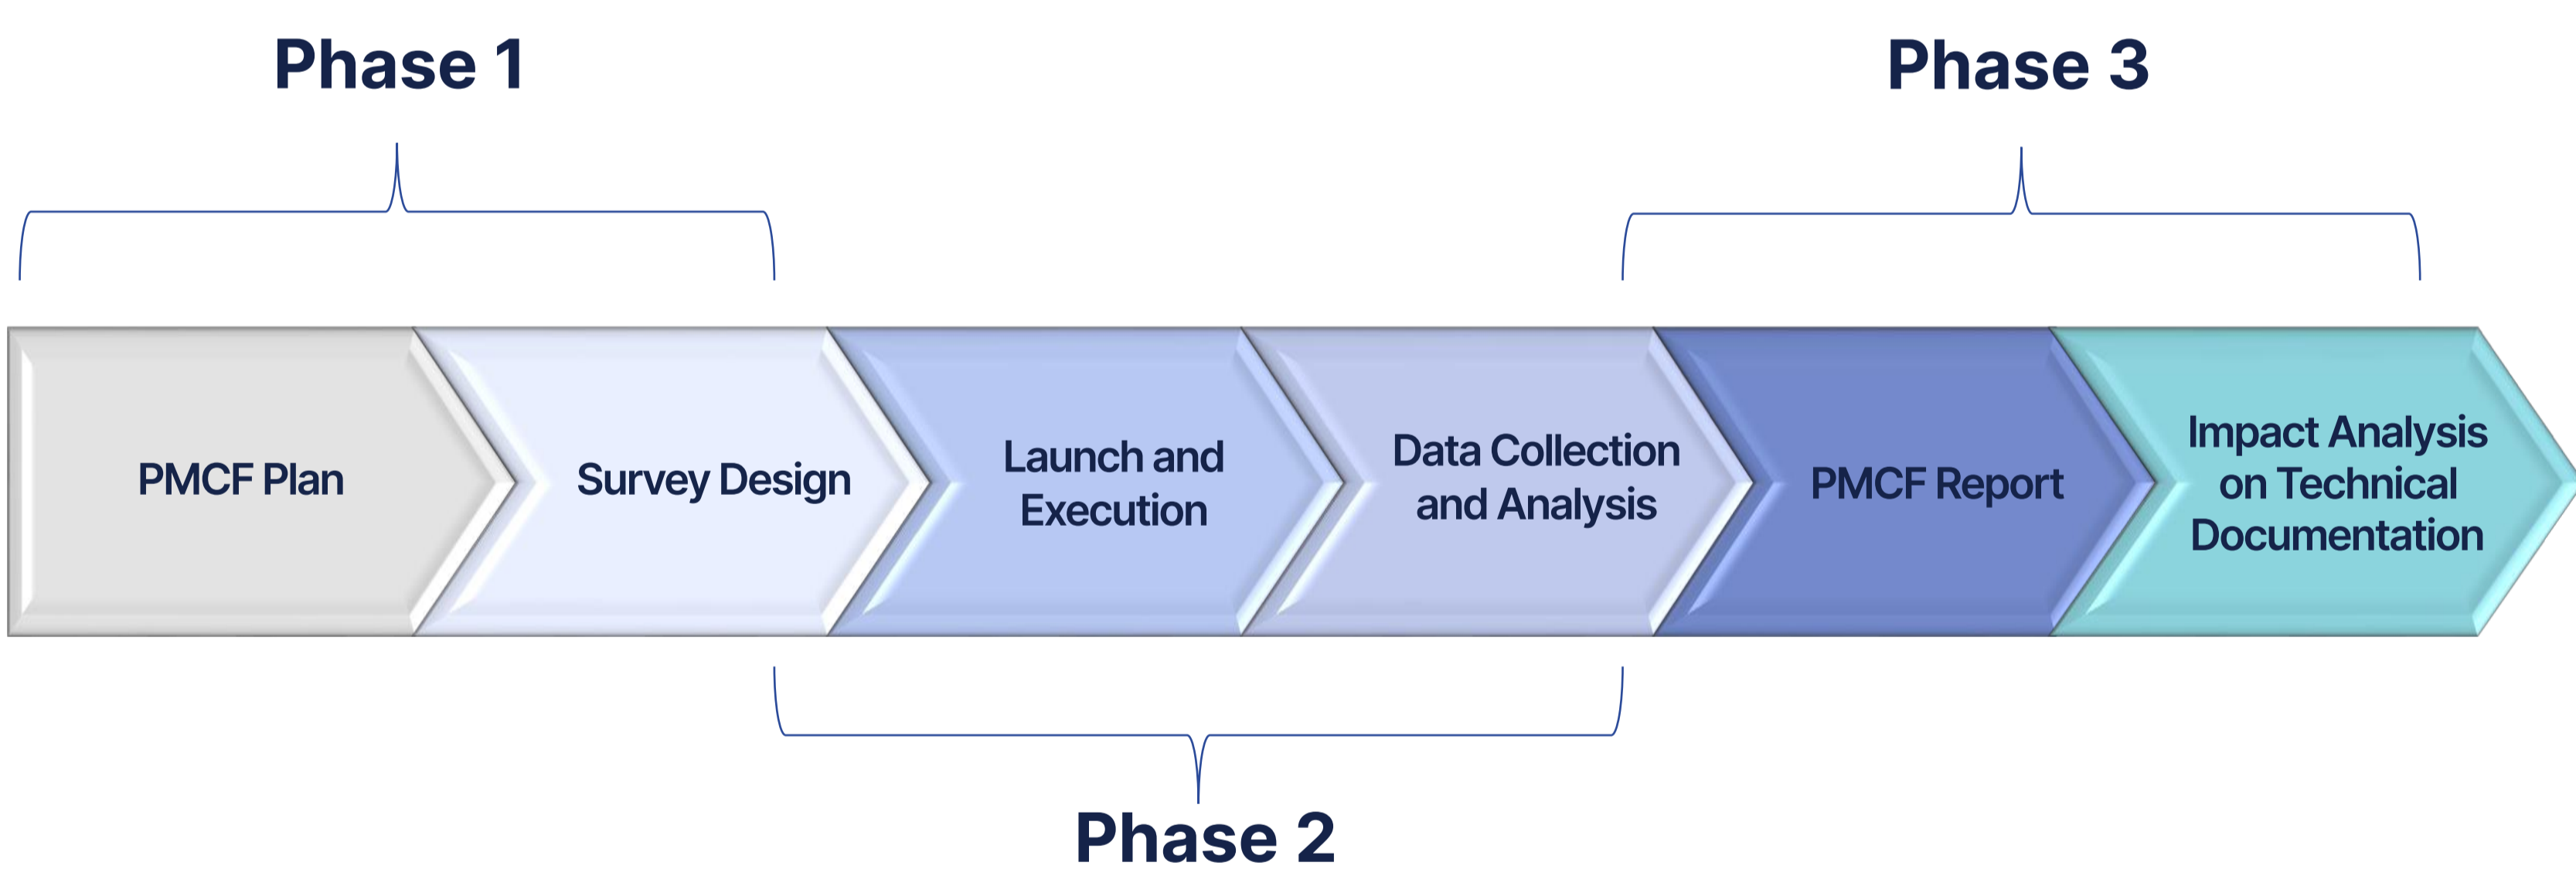 Phase 1
Phase 3
PMCF Plan
Survey Design
Launch and
Execution
Data Collection
and Analysis
PMCF Report
Impact Analysis
on Technical
Documentation
Phase 2